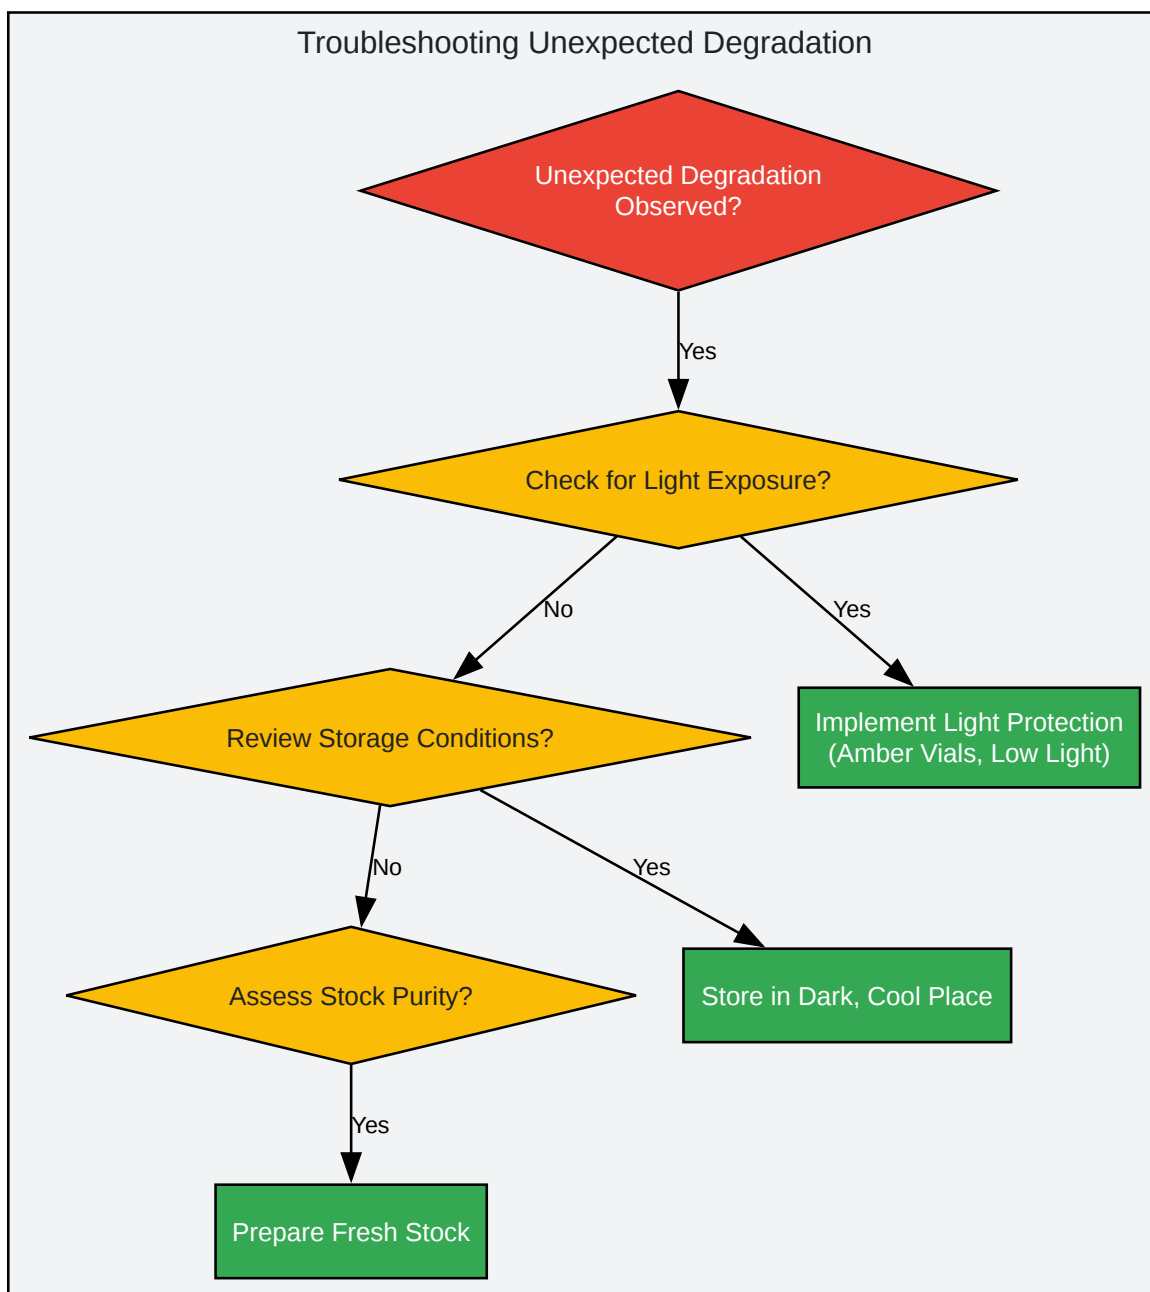 Troubleshooting Unexpected Degradation
Unexpected Degradation
Observed?
Yes
Check for Light Exposure?
No
Yes
Review Storage Conditions?
Implement Light Protection
(Amber Vials, Low Light)
No
Yes
Assess Stock Purity?
Store in Dark, Cool Place
Yes
Prepare Fresh Stock